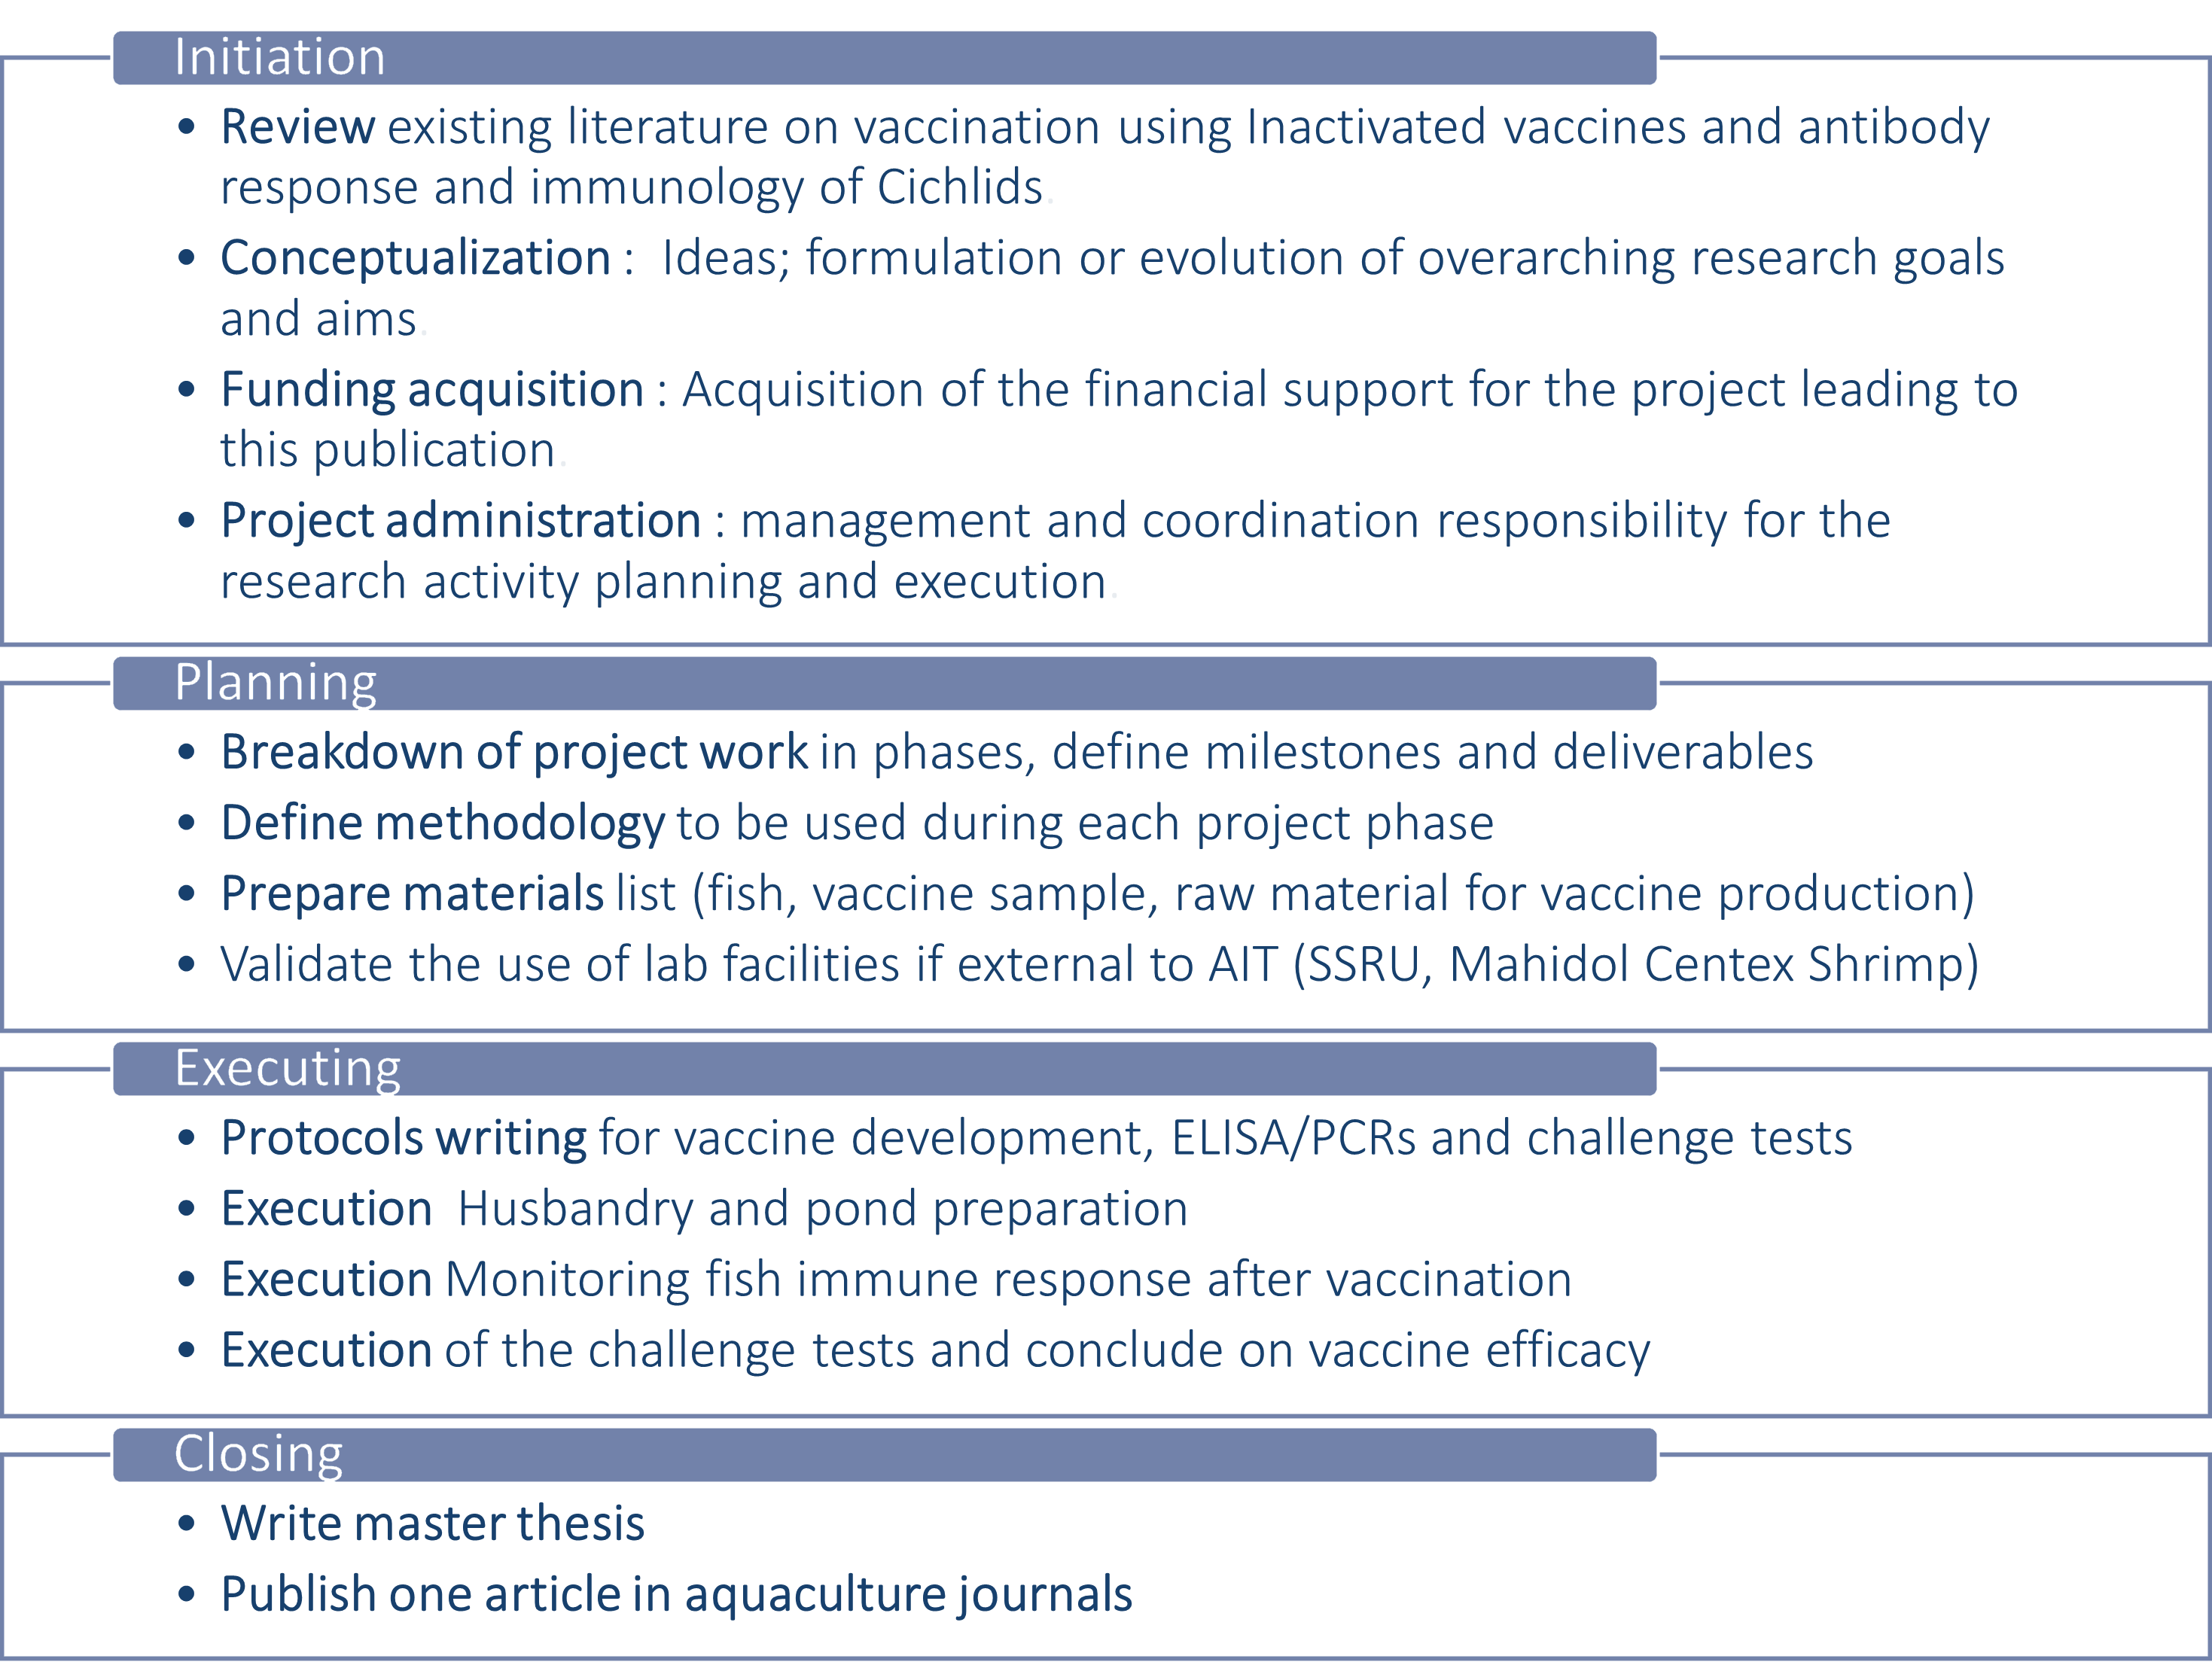 Initiation
• Review existing literature on vaccination using Inactivated vaccines and antibody
response and immunology of Cichlids.
• Conceptualization : Ideas; formulation or evolution of overarching research goals
and aims.
• Funding acquisition : Acquisition of the financial support for the project leading to
this publication.
• Project administration : management and coordination responsibility for the
research activity planning and execution.
Planning
• Breakdown of project work in phases, define milestones and deliverables
• Define methodology to be used during each project phase
• Prepare materials list (fish, vaccine sample, raw material for vaccine production)
• Validate the use of lab facilities if external to AIT (SSRU, Mahidol Centex Shrimp)
Executing
• Protocols writing for vaccine development, ELISA/PCRs and challenge tests
• Execution Husbandry and pond preparation
• Execution Monitoring fish immune response after vaccination
• Execution of the challenge tests and conclude on vaccine efficacy
Closing
• Write master thesis
• Publish one article in aquaculture journals